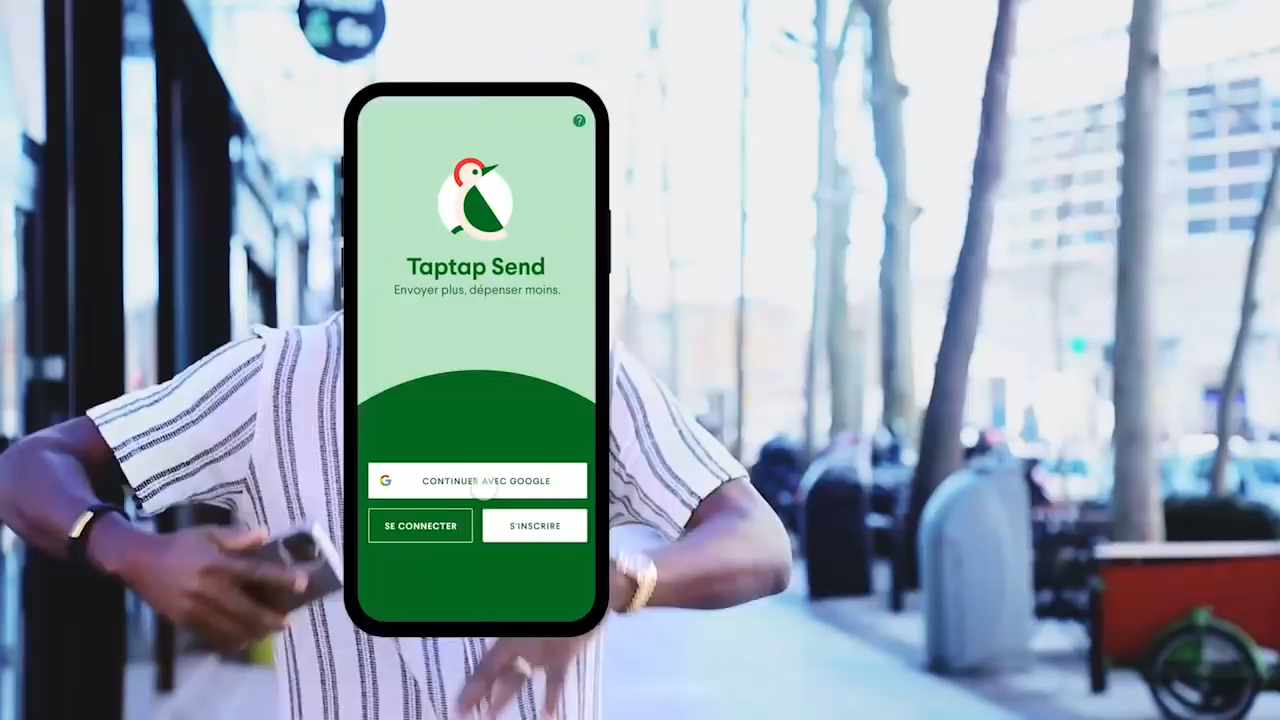 ?
Taptap Send
Envoyer plus, dépenser moins.
CONTINUER AVEC GOOGLE
SE CONNECTER
S'INSCRIRE